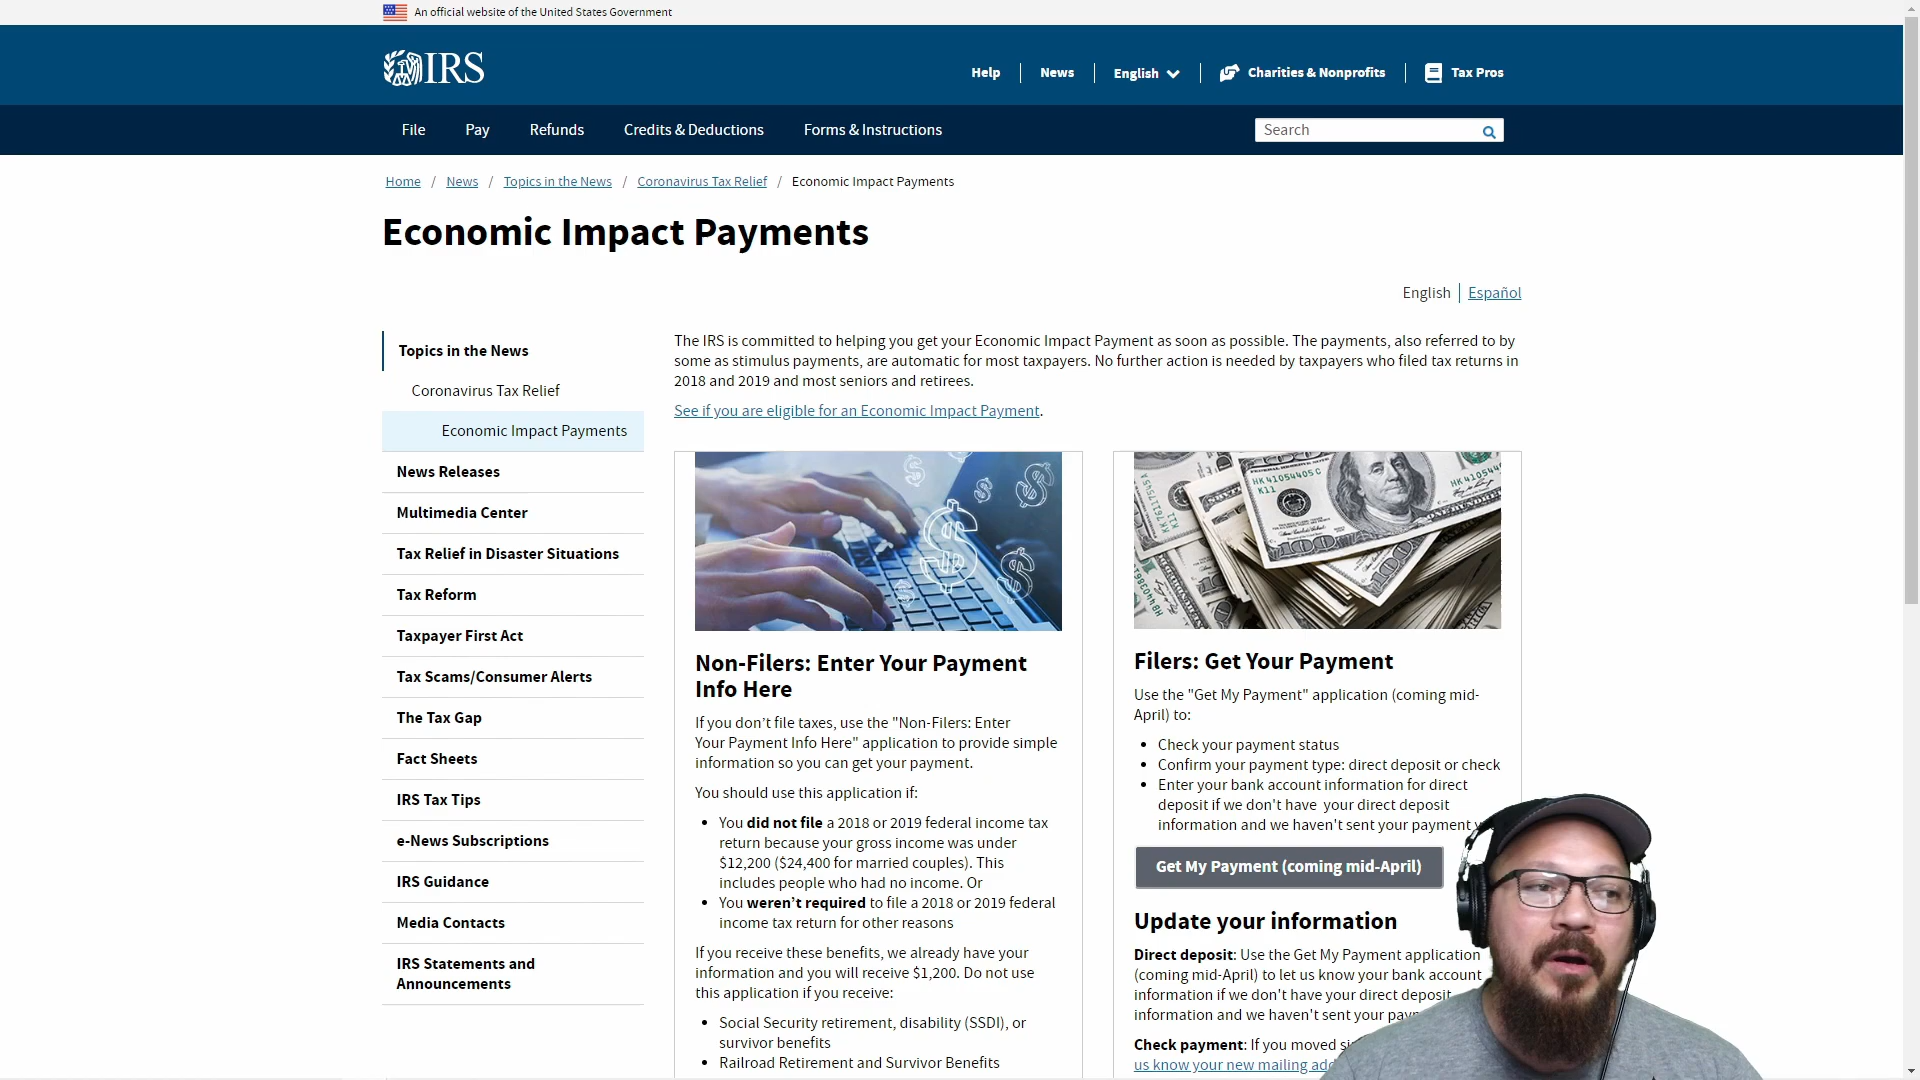 An official website of the United States Government
IRS
Help
News
English
Charities & Nonprofits
Tax Pros
File
Pay
Refunds
Credits & Deductions
Forms & Instructions
Search
Home / News / Topics in the News / Coronavirus Tax Relief / Economic Impact Payments
Economic Impact Payments
English
Español
Topics in the News
Coronavirus Tax Relief
Economic Impact Payments
News Releases
Multimedia Center
Tax Relief in Disaster Situations
Tax Reform
Taxpayer First Act
Tax Scams/Consumer Alerts
The Tax Gap
Fact Sheets
IRS Tax Tips
e-News Subscriptions
IRS Guidance
Media Contacts
IRS Statements and
Announcements
The IRS is committed to helping you get your Economic Impact Payment as soon as possible. The payments, also referred to by
some as stimulus payments, are automatic for most taxpayers. No further action is needed by taxpayers who filed tax returns in
2018 and 2019 and most seniors and retirees.
See if you are eligible for an Economic Impact Payment.
Non-Filers: Enter Your Payment
Info Here
If you don’t file taxes, use the "Non-Filers: Enter
Your Payment Info Here" application to provide simple
information so you can get your payment.
You should use this application if:
• You did not file a 2018 or 2019 federal income tax
return because your gross income was under
$12,200 ($24,400 for married couples). This
includes people who had no income. Or
• You weren’t required to file a 2018 or 2019 federal
income tax return for other reasons
If you receive these benefits, we already have your
information and you will receive $1,200. Do not use
this application if you receive:
• Social Security retirement, disability (SSDI), or
survivor benefits
• Railroad Retirement and Survivor Benefits
HK 41054405 C
K11
100
Filers: Get Your Payment
Use the "Get My Payment" application (coming mid-
April) to:
• Check your payment status
• Confirm your payment type: direct deposit or check
• Enter your bank account information for direct
deposit if we don't have your direct deposit
information and we haven't sent your payment
Get My Payment (coming mid-April)
Update your information
Direct deposit: Use the Get My Payment application
(coming mid-April) to let us know your bank account
information if we don't have your direct deposit
information and we haven't sent your
Check payment: If you moved
us know your new mailing